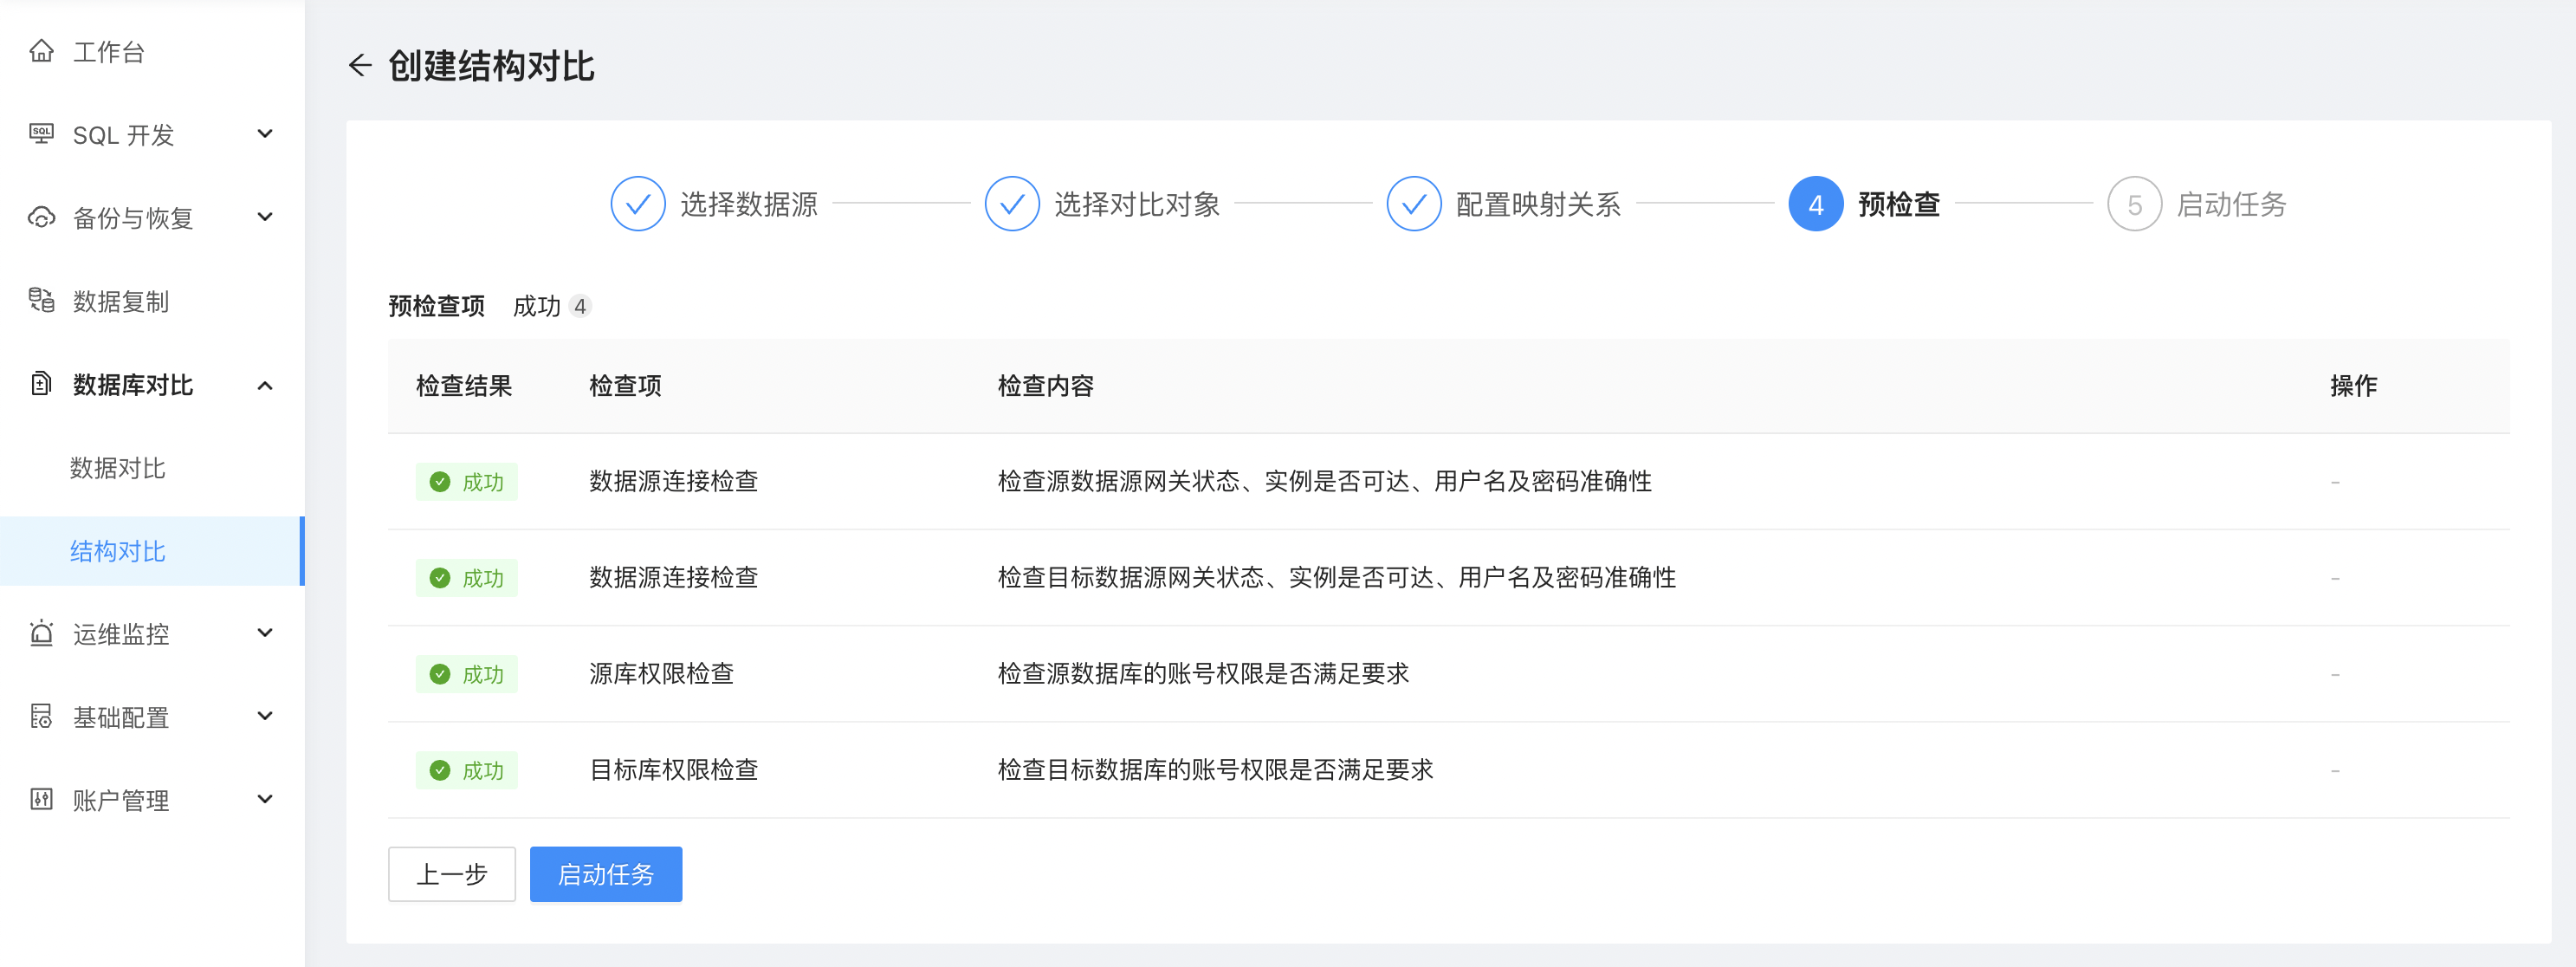 工作台
SQL 开发
备份与恢复
数据复制
数据库对比
数据对比
结构对比
运维监控
基础配置
账户管理
创建结构对比
选择数据源
选择对比对象
配置映射关系
4 预检查
5 启动任务
预检查项 成功 4
检查结果 检查项 检查内容 操作
成功 数据源连接检查 检查源数据源网关状态、实例是否可达、用户名及密码准确性 -
成功 数据源连接检查 检查目标数据源网关状态、实例是否可达、用户名及密码准确性 -
成功 源库权限检查 检查源数据库的账号权限是否满足要求 -
成功 目标库权限检查 检查目标数据库的账号权限是否满足要求 -
上一步 启动任务